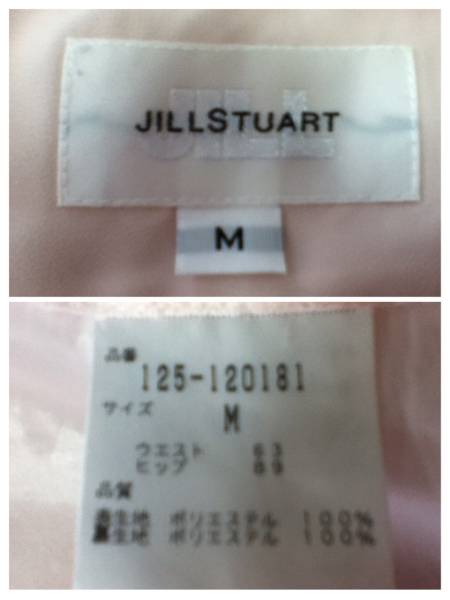 JILL
JILLSTUART
M
品番
125-120181
サイズ
M
ウエスト 63
ヒップ 89
品質
表生地 ポリエステル 100%
裏生地 ポリエステル 100%